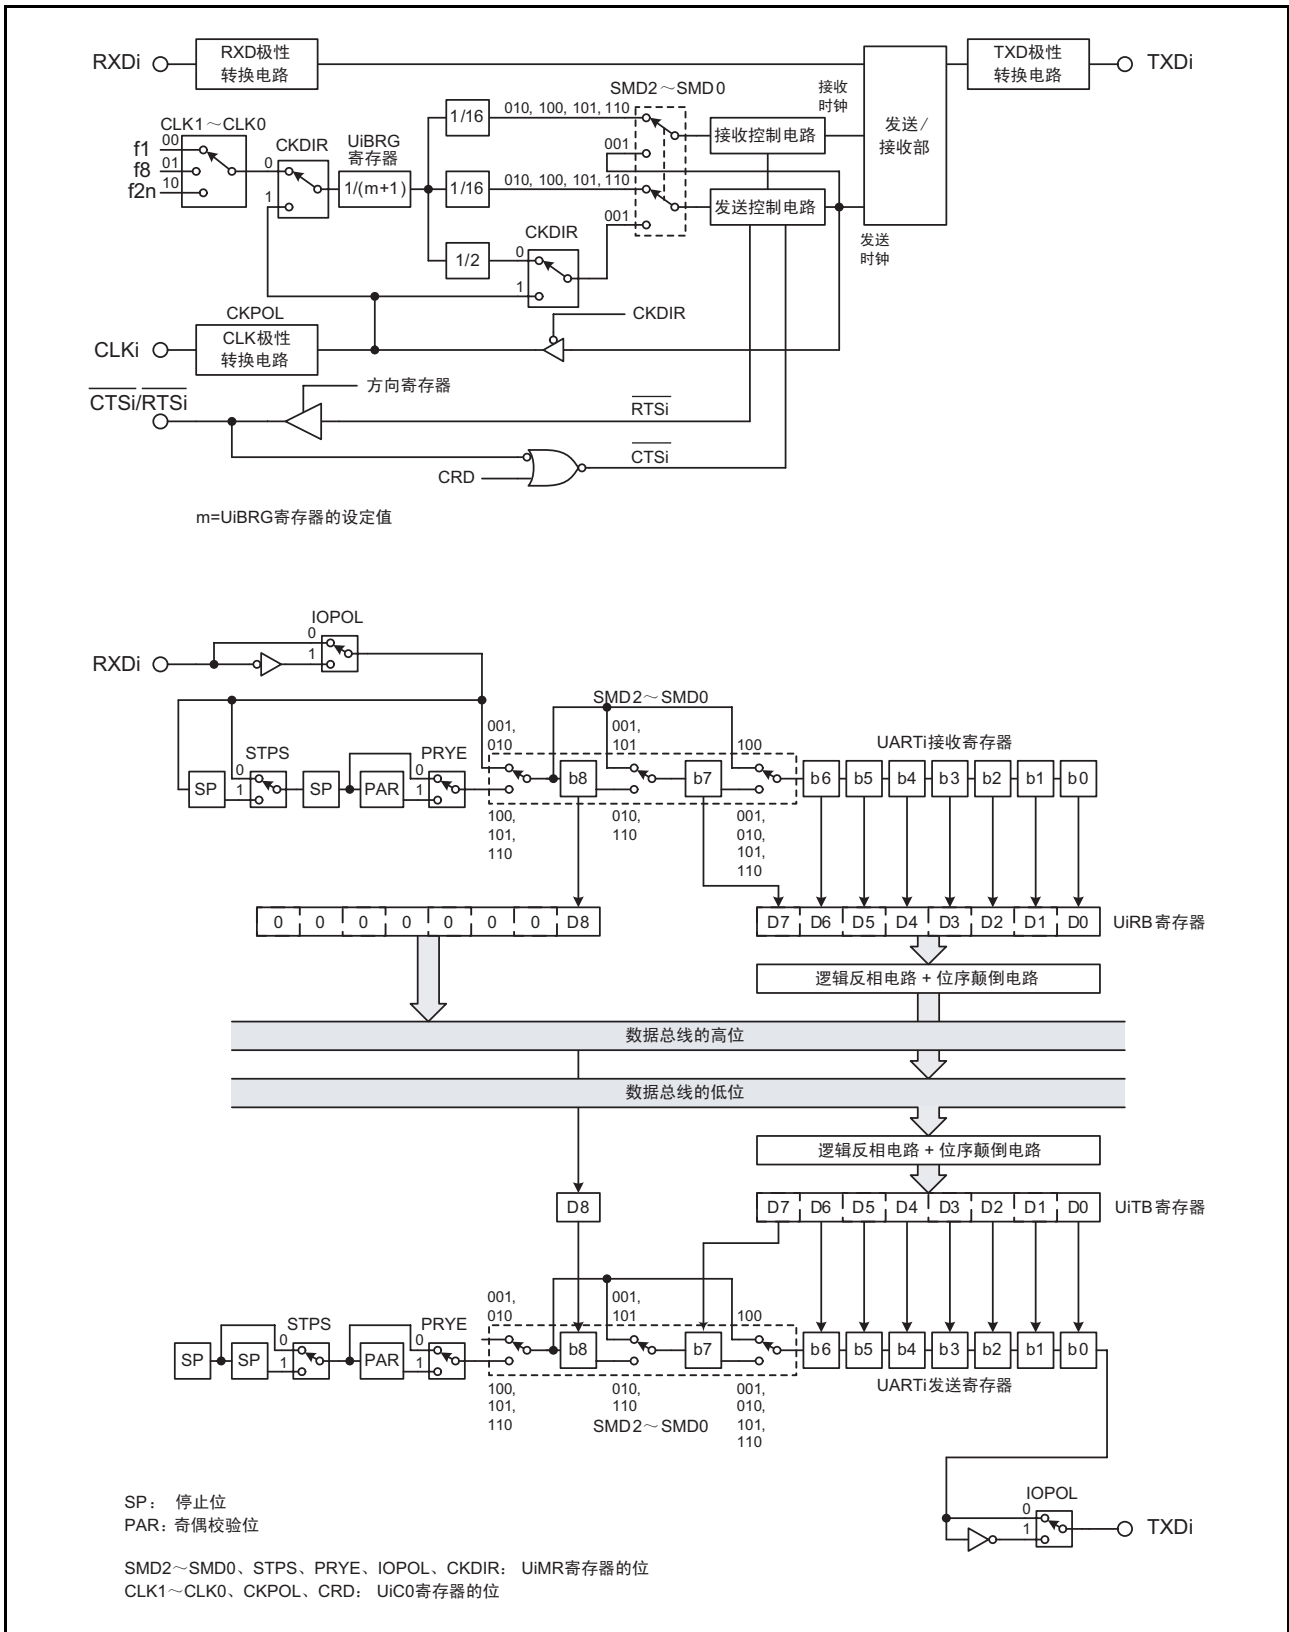 RXDi
RXD极性
转换电路
TXD极性
转换电路
TXDi
SMD2～SMD0
接收
时钟
发送/
接收部
CLK1～CLK0
f1
00
f8
01
f2n
10
CKDIR
0
1
UiBRG
寄存器
1/(m+1)
1/16
010, 100, 101, 110
001
接收控制电路
1/16
010, 100, 101, 110
001
发送控制电路
发送
时钟
1/2
CKDIR
0
1
CKDIR
CKPOL
CLKi
CLK极性
转换电路
方向寄存器
CTSi/RTSi
RTSi
CTSi
CRD
m=UiBRG寄存器的设定值
IOPOL
0
1
RXDi
SMD2～SMD0
STPS
0
1
PRYE
0
1
SP
SP
PAR
001,
010
001,
101
100
UARTi接收寄存器
b8
b7
b6
b5
b4
b3
b2
b1
b0
100,
101,
110
010,
110
001,
010,
101,
110
0
0
0
0
0
0
0
D8
D7
D6
D5
D4
D3
D2
D1
D0
UiRB寄存器
逻辑反相电路 + 位序颠倒电路
数据总线的高位
数据总线的低位
逻辑反相电路 + 位序颠倒电路
D8
D7
D6
D5
D4
D3
D2
D1
D0
UiTB寄存器
001,
010
001,
101
100
STPS
0
1
PRYE
0
1
SP
SP
PAR
b8
b7
b6
b5
b4
b3
b2
b1
b0
UARTi发送寄存器
100,
101,
110
010,
110
001,
010,
101,
110
SMD2～SMD0
IOPOL
0
1
TXDi
SP： 停止位
PAR：奇偶校验位
SMD2～SMD0、STPS、PRYE、IOPOL、CKDIR： UiMR寄存器的位
CLK1～CLK0、CKPOL、CRD： UiC0寄存器的位